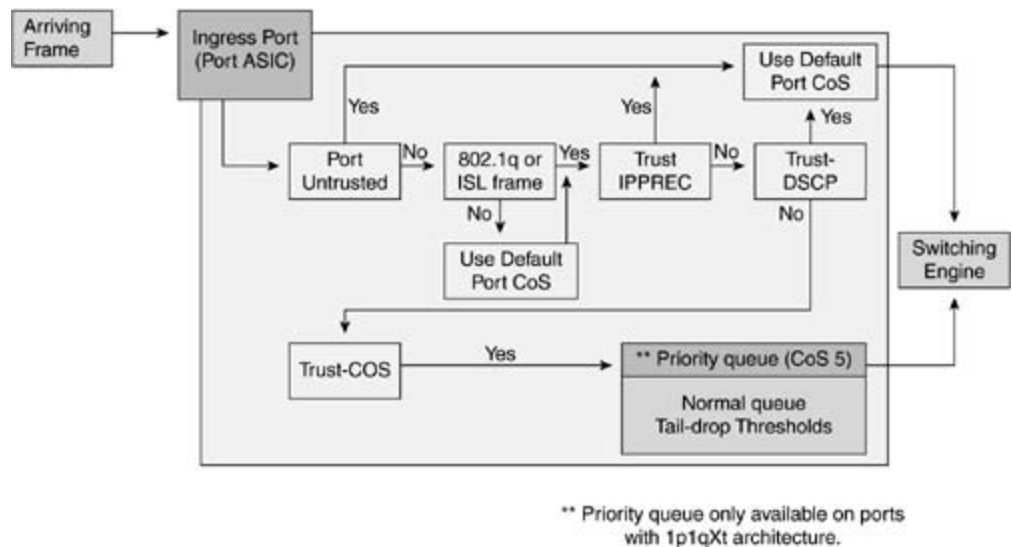 Arriving
Frame
Ingress Port
(Port ASIC)
Use Default
Port CoS
Yes
Yes
Yes
Port
Untrusted
No
802.1q or
ISL frame
Yes
Trust
IPPREC
No
Trust-
DSCP
No
No
Use Default
Port CoS
Switching
Engine
Trust-COS
Yes
** Priority queue (CoS 5)
Normal queue
Tail-drop Thresholds
** Priority queue only available on ports
with 1p1qXt architecture.